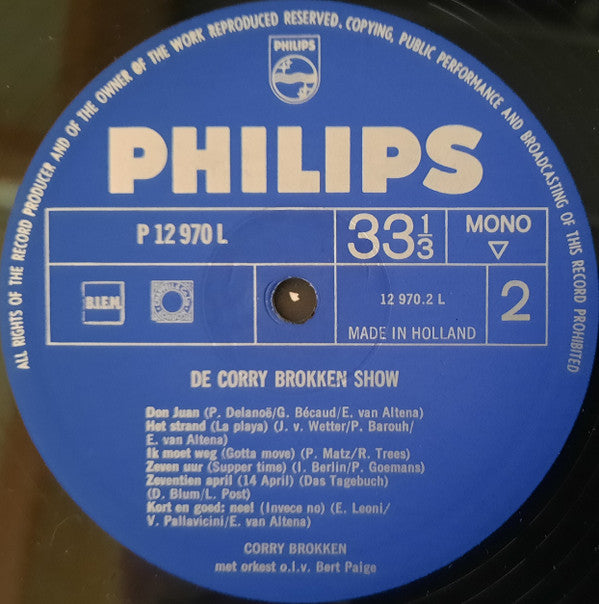 ALL RIGHTS OF THE RECORD PRODUCER AND OF THE OWNER OF THE WORK REPRODUCED RESERVED. COPYING, PUBLIC PERFORMANCE AND BROADCASTING OF THIS RECORD PROHIBITED
PHILIPS
PHILIPS
P 12 970 L
33 1/3
MONO
B.I.E.M.
12 970.2 L
2
MADE IN HOLLAND
DE CORRY BROKKEN SHOW
Don Juan (P. Delanoë/G. Bécaud/E. van Altena)
Het strand (La playa) (J. v. Wetter/P. Barouh/
E. van Altena)
Ik moet weg (Gotta move) (P. Matz/R. Trees)
Zeven uur (Supper time) (I. Berlin/P. Goemans)
Zeventien april (14 April) (Das Tagebuch)
(D. Blum/L. Post)
Kort en goed: nee! (Invece no) (E. Leoni/
V. Pallavicini/E. van Altena)
CORRY BROKKEN
met orkest o.l.v. Bert Paige